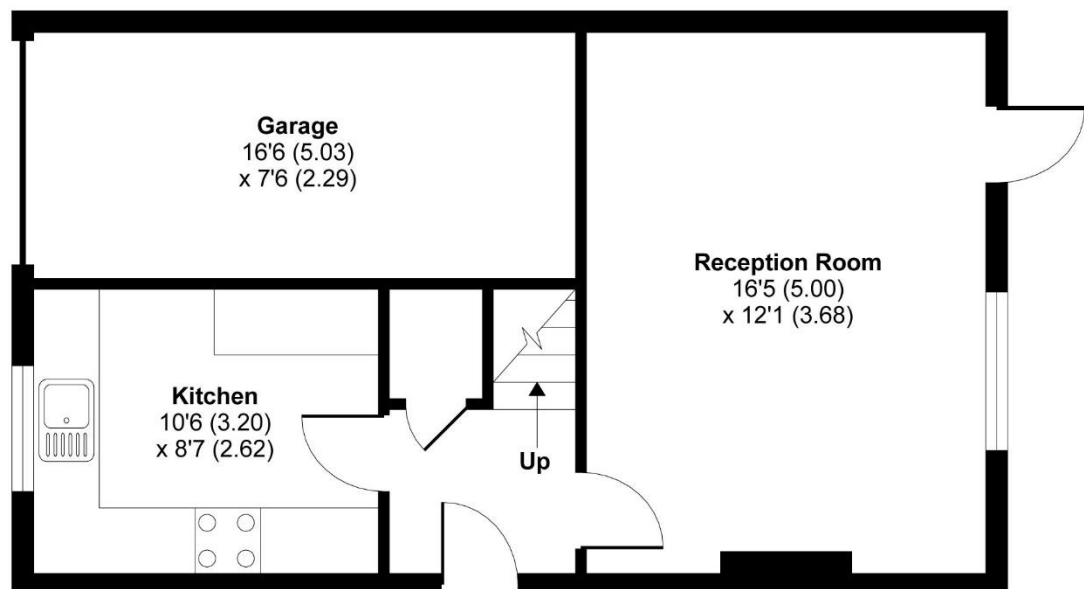 Garage
16'6 (5.03)
x 7'6 (2.29)
Reception Room
16'5 (5.00)
x 12'1 (3.68)
Kitchen
10'6 (3.20)
x 8'7 (2.62)
Up